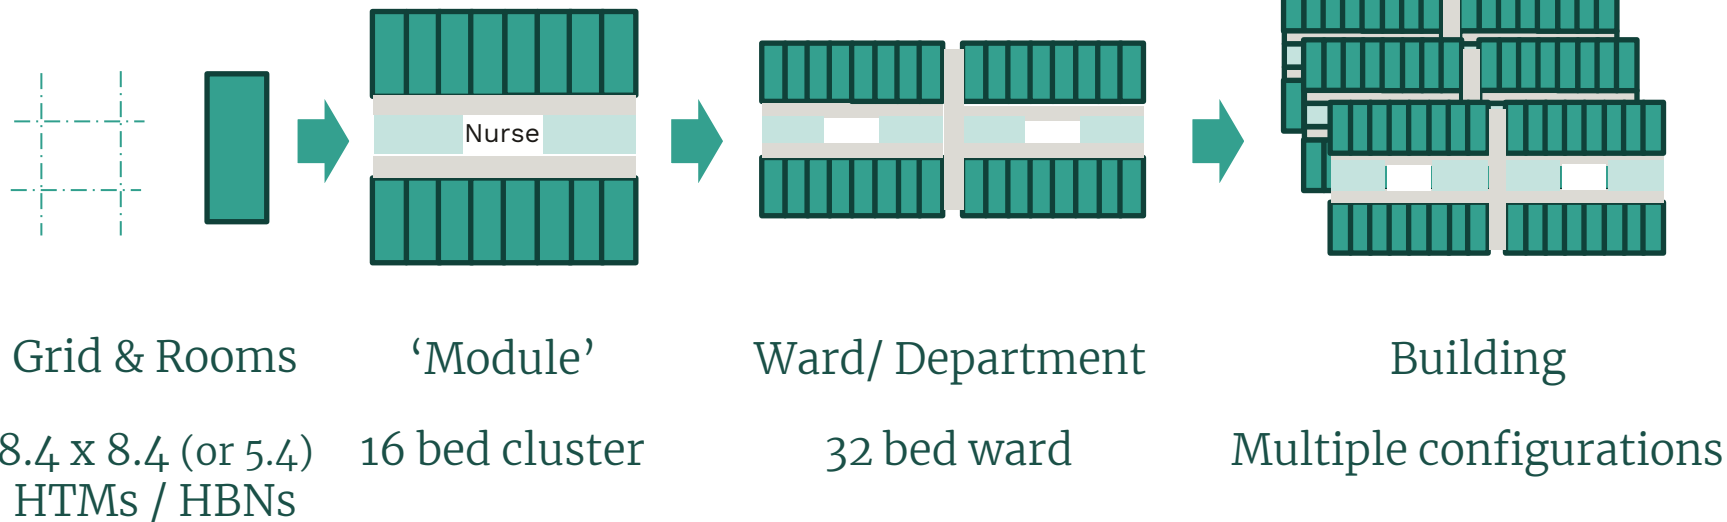 Nurse
Grid & Rooms
‘Module’
Ward/ Department
Building
8.4 x 8.4 (or 5.4)
HTMs / HBNs
16 bed cluster
32 bed ward
Multiple configurations